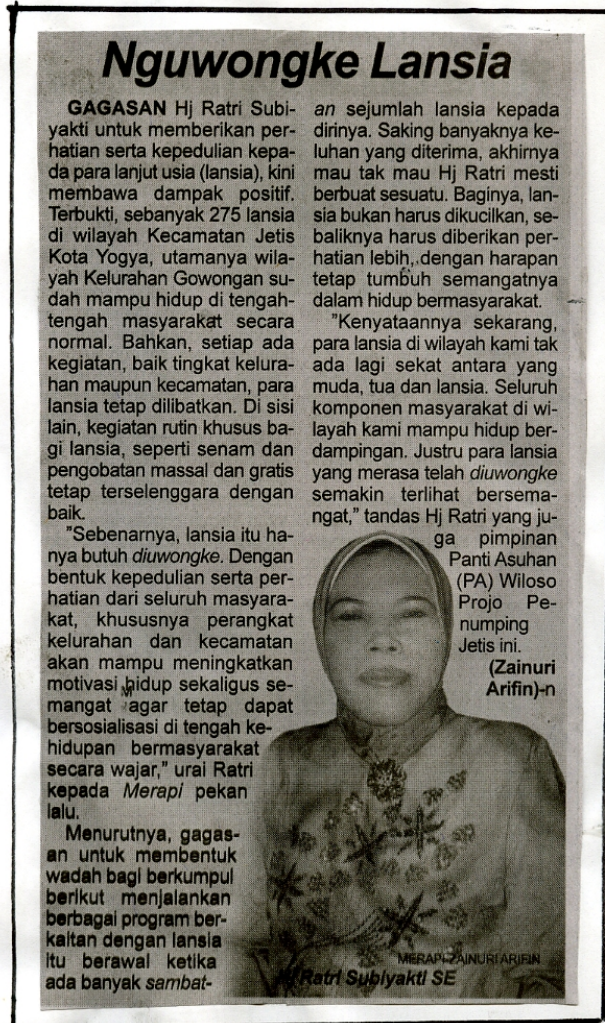 Nguwongke Lansia
GAGASAN Hj Ratri Subi-
yakti untuk memberikan per-
hatian serta kepedulian kepa-
da para lanjut usia (lansia), kini
membawa dampak positif.
Terbukti, sebanyak 275 lansia
di wilayah Kecamatan Jetis
Kota Yogya, utamanya wila-
yah Kelurahan Gowongan su-
dah mampu hidup di tengah-
tengah masyarakat secara
normal. Bahkan, setiap ada
kegiatan, baik tingkat kelura-
han maupun kecamatan, para
lansia tetap dilibatkan. Di sisi
lain, kegiatan rutin khusus ba-
gi lansia, seperti senam dan
pengobatan massal dan gratis
tetap terselenggara dengan
baik.
"Sebenarnya, lansia itu ha-
nya butuh diuwongke. Dengan
bentuk kepedulian serta per-
hatian dari seluruh masyara-
kat, khususnya perangkat
kelurahan dan kecamatan
akan mampu meningkatkan
motivasi hidup sekaligus se-
mangat agar tetap dapat
bersosialisasi di tengah ke-
hidupan bermasyarakat
secara wajar," urai Ratri
kepada Merapi pekan
lalu.
Menurutnya, gagas-
an untuk membentuk
wadah bagi berkumpul
berikut menjalankan
berbagai program ber-
kaitan dengan lansia
itu berawal ketika
ada banyak sambat-
an sejumlah lansia kepada
dirinya. Saking banyaknya ke-
luhan yang diterima, akhirnya
mau tak mau Hj Ratri mesti
berbuat sesuatu. Baginya, lan-
sia bukan harus dikucilkan, se-
baliknya harus diberikan per-
hatian lebih, dengan harapan
tetap tumbuh semangatnya
dalam hidup bermasyarakat.
"Kenyataannya sekarang,
para lansia di wilayah kami tak
ada lagi sekat antara yang
muda, tua dan lansia. Seluruh
komponen masyarakat di wi-
layah kami mampu hidup ber-
dampingan. Justru para lansia
yang merasa telah diuwongke
semakin terlihat bersema-
ngat," tandas Hj Ratri yang ju-
ga pimpinan
Panti Asuhan
(PA) Wiloso
Projo Pe-
numping
Jetis ini.
(Zainuri
Arifin)-n
MERAPI-ZAINURI ARIFIN
Hj Ratri Subiyakti SE